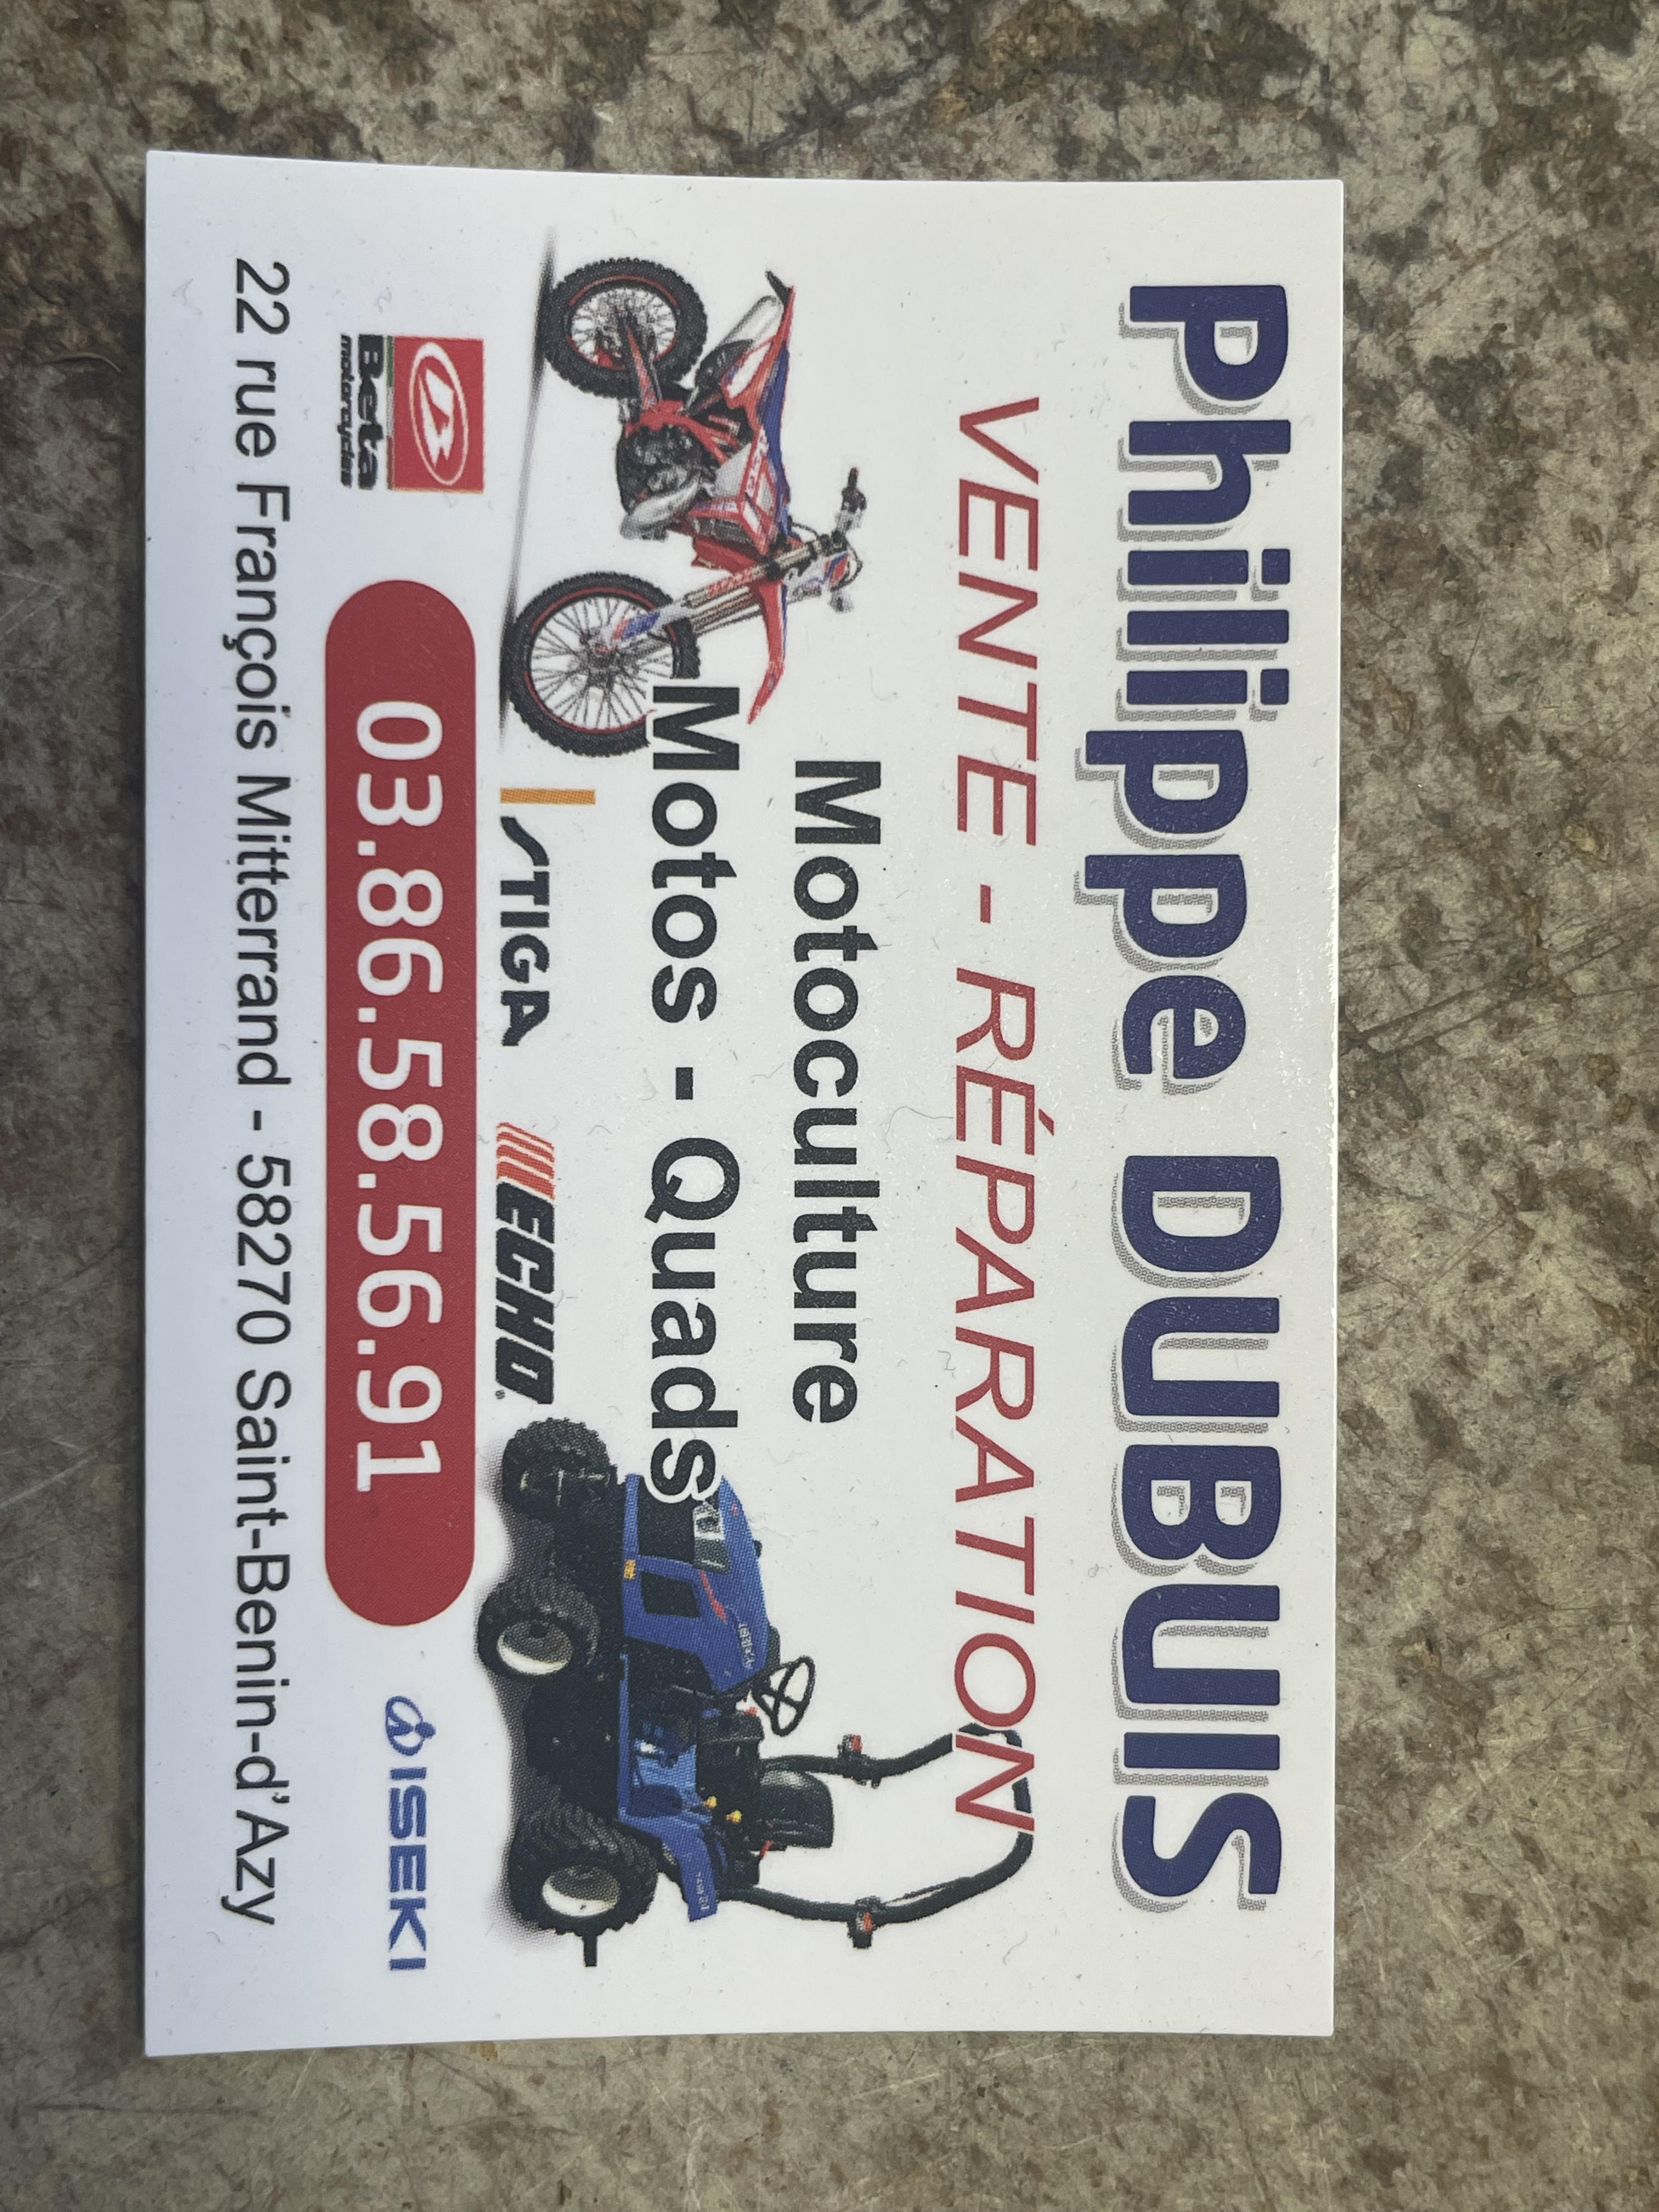 Philippe DUBUIS
VENTE - RÉPARATION
Motoculture
Motos - Quads
STIGA
ECHO
Beta
motorcycles
03.86.58.56.91
ISEKI
22 rue François Mitterrand - 58270 Saint-Benin-d'Azy